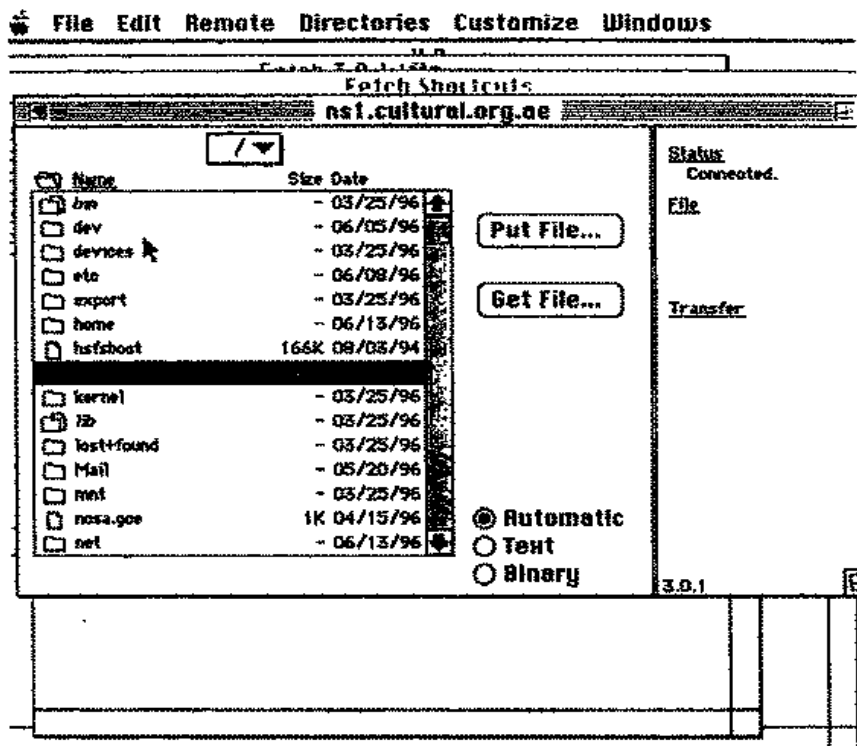 File Edit Remote Directories Customize Windows
Fetch Shortcuts
ns1.cultural.org.ae
/
Name Size Date
bin - 03/25/96
dev - 06/05/96
devices - 03/25/96
etc - 06/08/96
export - 03/25/96
home - 06/13/96
hsfsboot 166K 08/03/94
kernel - 03/25/96
lib - 03/25/96
lost+found - 03/25/96
Mail - 05/20/96
mnt - 03/25/96
nosa.goe 1K 04/15/96
net - 06/13/96
Put File...
Get File...
Automatic
Text
Binary
Status
Connected.
File
Transfer
3.0.1